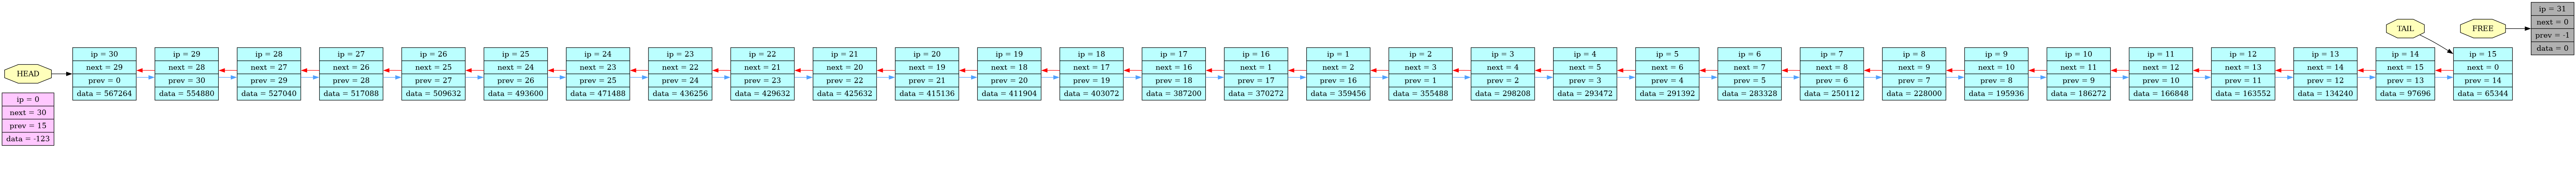 HEAD
ip = 0
next = 30
prev = 15
data = -123
ip = 30
next = 29
prev = 0
data = 567264
ip = 29
next = 28
prev = 30
data = 554880
ip = 28
next = 27
prev = 29
data = 527040
ip = 27
next = 26
prev = 28
data = 517088
ip = 26
next = 25
prev = 27
data = 509632
ip = 25
next = 24
prev = 26
data = 493600
ip = 24
next = 23
prev = 25
data = 471488
ip = 23
next = 22
prev = 24
data = 436256
ip = 22
next = 21
prev = 23
data = 429632
ip = 21
next = 20
prev = 22
data = 425632
ip = 20
next = 19
prev = 21
data = 415136
ip = 19
next = 18
prev = 20
data = 411904
ip = 18
next = 17
prev = 19
data = 403072
ip = 17
next = 16
prev = 18
data = 387200
ip = 16
next = 1
prev = 17
data = 370272
ip = 1
next = 2
prev = 16
data = 359456
ip = 2
next = 3
prev = 1
data = 355488
ip = 3
next = 4
prev = 2
data = 298208
ip = 4
next = 5
prev = 3
data = 293472
ip = 5
next = 6
prev = 4
data = 291392
ip = 6
next = 7
prev = 5
data = 283328
ip = 7
next = 8
prev = 6
data = 250112
ip = 8
next = 9
prev = 7
data = 228000
ip = 9
next = 10
prev = 8
data = 195936
ip = 10
next = 11
prev = 9
data = 186272
ip = 11
next = 12
prev = 10
data = 166848
ip = 12
next = 13
prev = 11
data = 163552
ip = 13
next = 14
prev = 12
data = 134240
ip = 14
next = 15
prev = 13
data = 97696
TAIL
ip = 15
next = 0
prev = 14
data = 65344
FREE
ip = 31
next = 0
prev = -1
data = 0